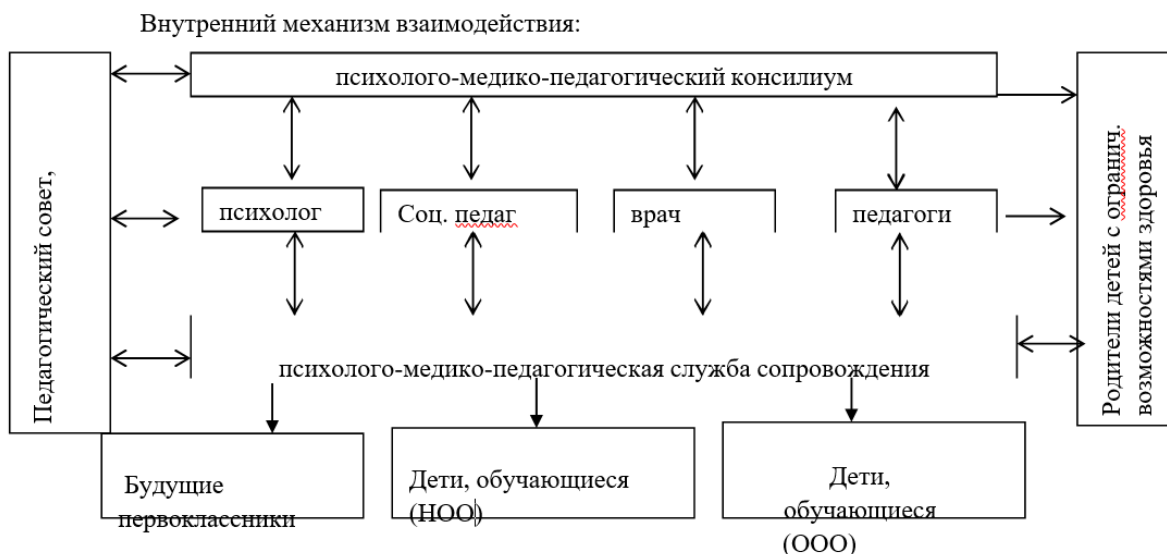 Внутренний механизм взаимодействия:
психолого-медико-педагогический консилиум
Педагогический совет,
психолог
Соц. педаг
врач
педагоги
Родители детей с огранич.
возможностями здоровья
психолого-медико-педагогическая служба сопровождения
Будущие
первоклассники
Дети, обучающиеся
(НОО)
Дети,
обучающиеся
(ООО)